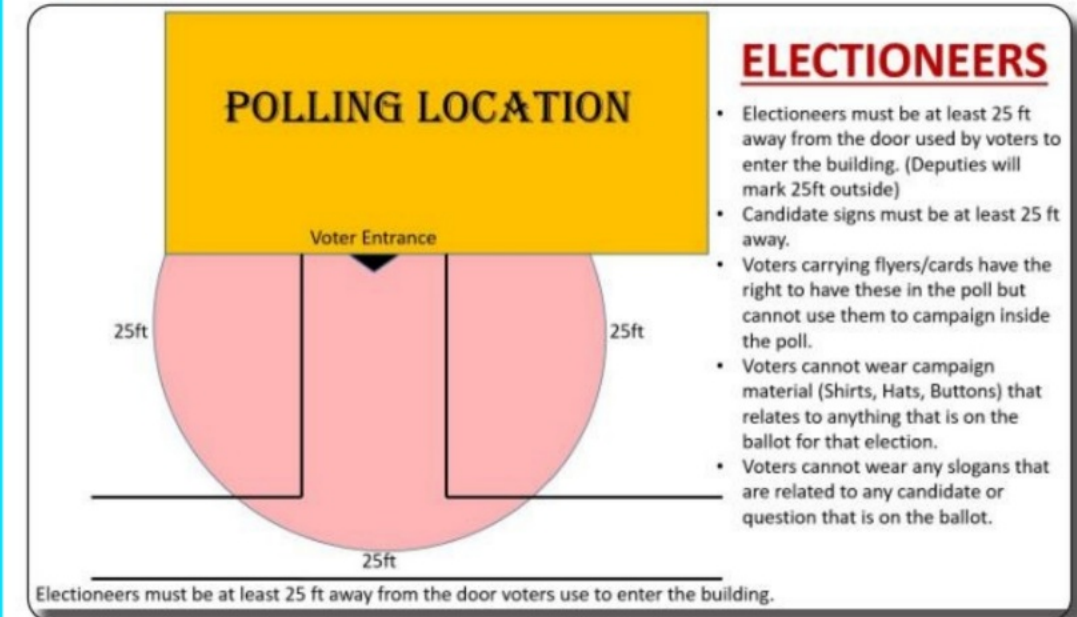 POLLING LOCATION
Voter Entrance
25ft
25ft
25ft
ELECTIONEERS
• Electioneers must be at least 25 ft
away from the door used by voters to
enter the building. (Deputies will
mark 25ft outside)
• Candidate signs must be at least 25 ft
away.
• Voters carrying flyers/cards have the
right to have these in the poll but
cannot use them to campaign inside
the poll.
• Voters cannot wear campaign
material (Shirts, Hats, Buttons) that
relates to anything that is on the
ballot for that election.
• Voters cannot wear any slogans that
are related to any candidate or
question that is on the ballot.
Electioneers must be at least 25 ft away from the door voters use to enter the building.